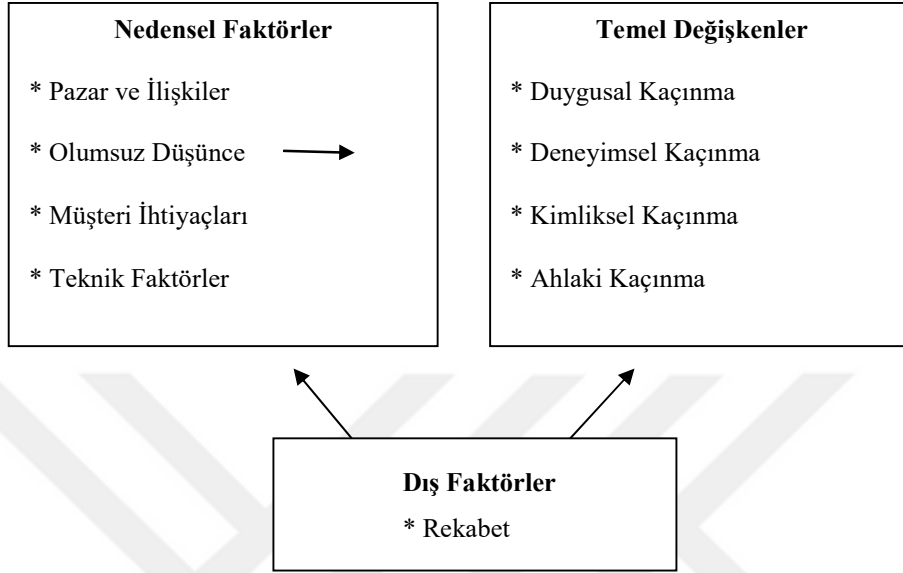 Nedensel Faktörler
* Pazar ve İlişkiler
* Olumsuz Düşünce
* Müşteri İhtiyaçları
* Teknik Faktörler
Temel Değişkenler
* Duygusal Kaçınma
* Deneyimsel Kaçınma
* Kimliksel Kaçınma
* Ahlaki Kaçınma
Dış Faktörler
* Rekabet